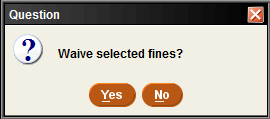 Question
Waive selected fines?
Yes
No